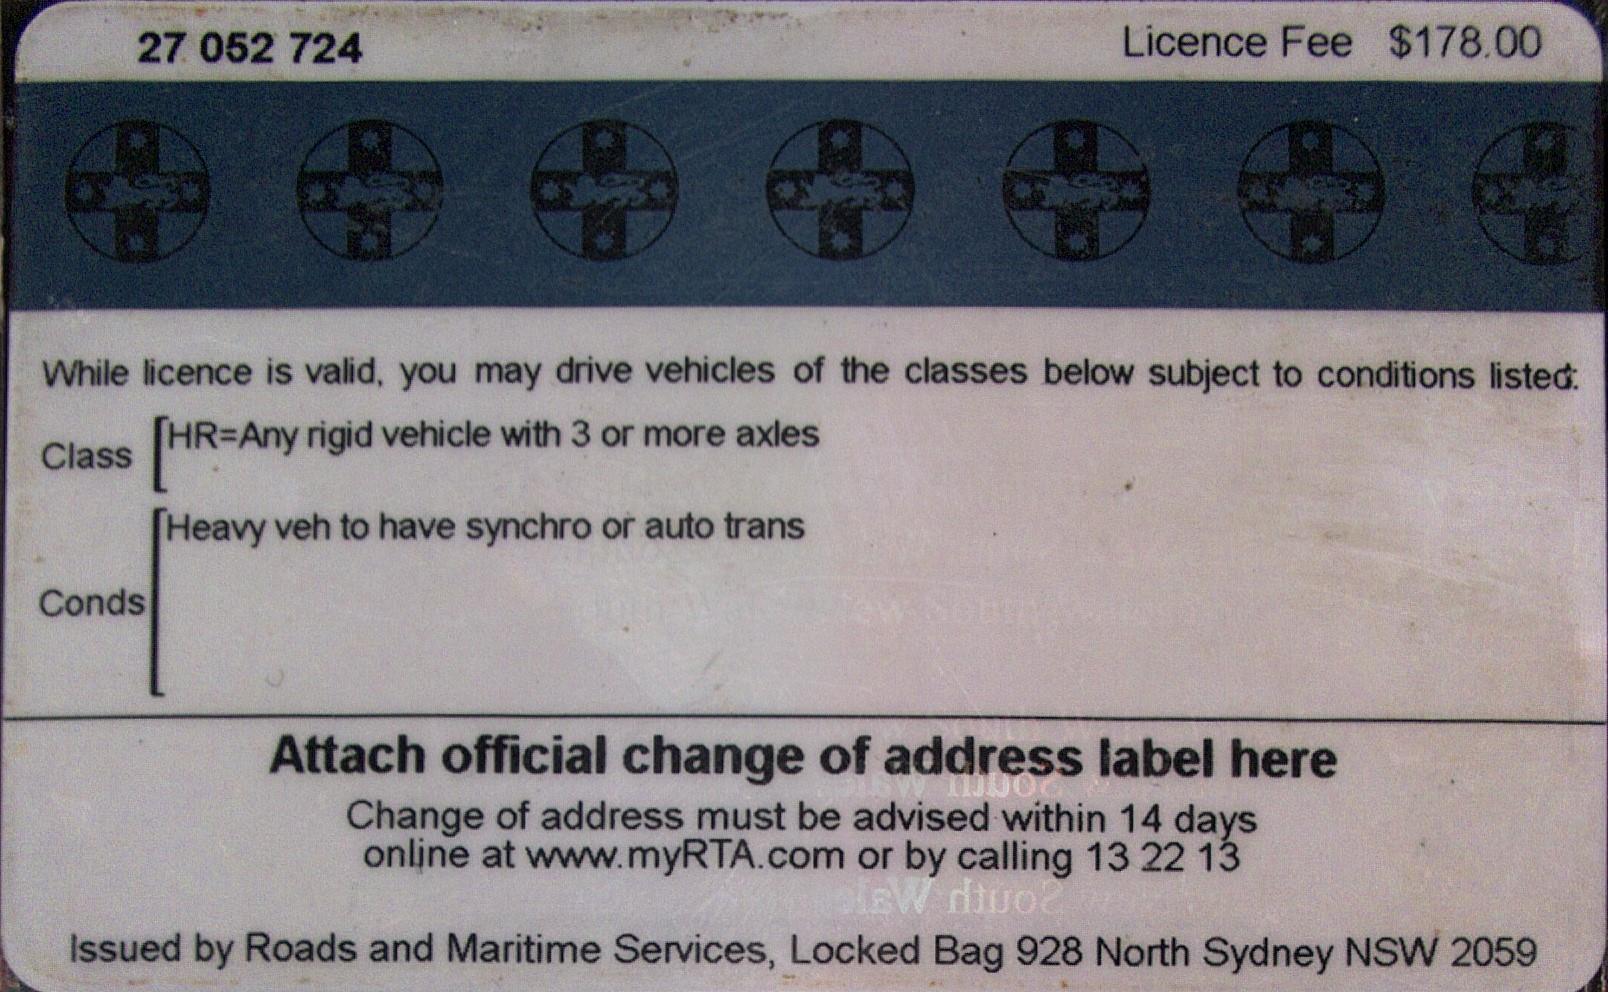 27 052 724 Licence Fee $178.00
While licence is valid, you may drive vehicles of the classes below subject to conditions listed:
Class HR=Any rigid vehicle with 3 or more axles
Heavy veh to have synchro or auto trans
Conds
Attach official change of address label here
Change of address must be advised within 14 days
online at www.myRTA.com or by calling 13 22 13
Issued by Roads and Maritime Services, Locked Bag 928 North Sydney NSW 2059